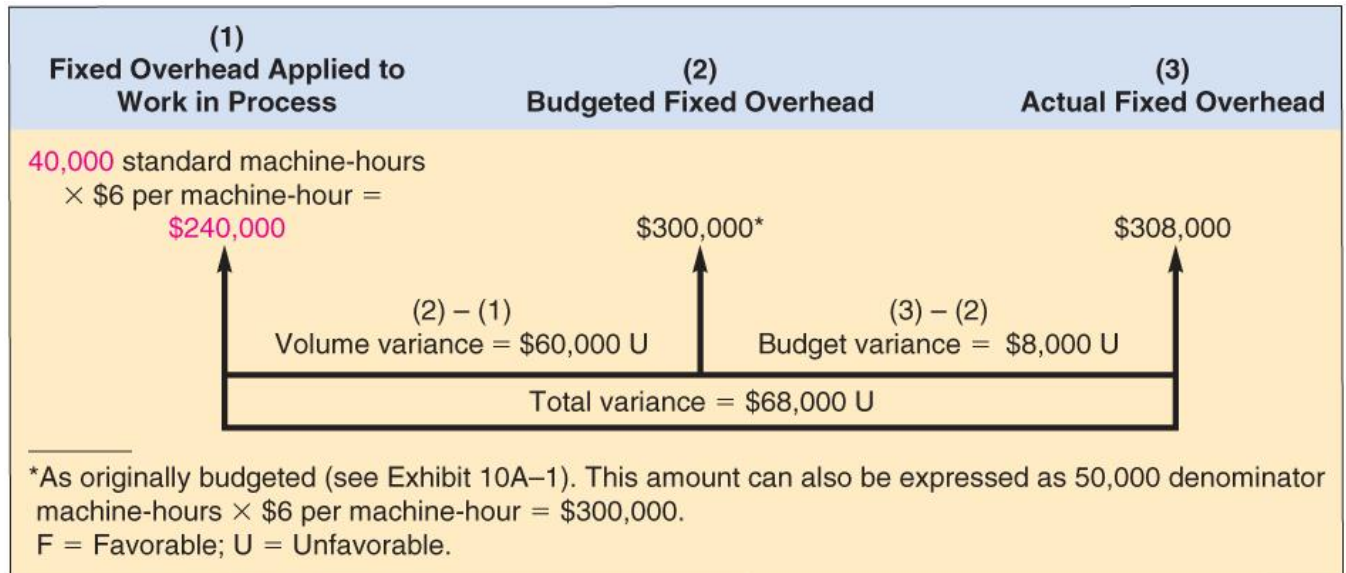 (1)
Fixed Overhead Applied to
Work in Process
(2)
Budgeted Fixed Overhead
(3)
Actual Fixed Overhead
40,000 standard machine-hours
× $6 per machine-hour =
$240,000
$300,000*
$308,000
(2) – (1)
Volume variance = $60,000 U
(3) – (2)
Budget variance = $8,000 U
Total variance = $68,000 U
*As originally budgeted (see Exhibit 10A–1). This amount can also be expressed as 50,000 denominator
machine-hours × $6 per machine-hour = $300,000.
F = Favorable; U = Unfavorable.